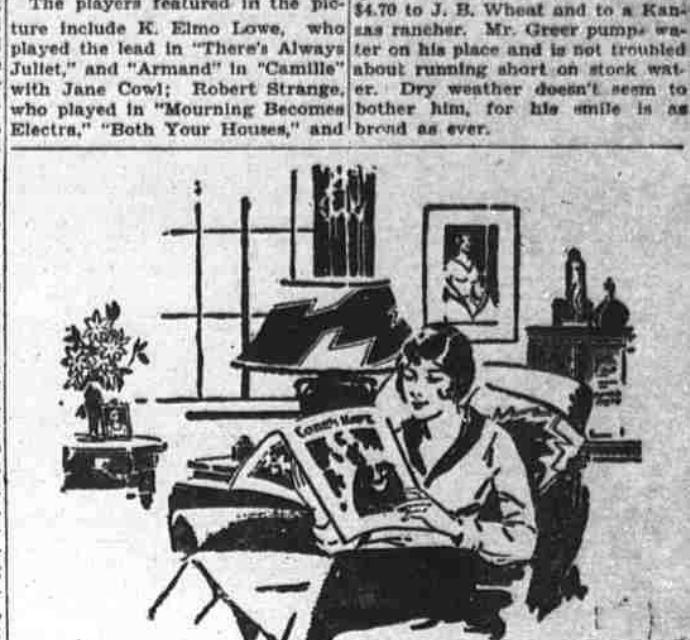 The players featured in the pic-
ture include K. Elmo Lowe, who
played the lead in "There's Always
Juliet," and "Armand" in "Camille"
with Jane Cowl; Robert Strange,
who played in "Mourning Becomes
Electra," "Both Your Houses," and
$4.70 to J. B. Wheat and to a Kan-
sas rancher. Mr. Greer pumps wa-
ter on his place and is not troubled
about running short on stock wat-
er. Dry weather doesn't seem to
bother him, for his smile is as
broad as ever.